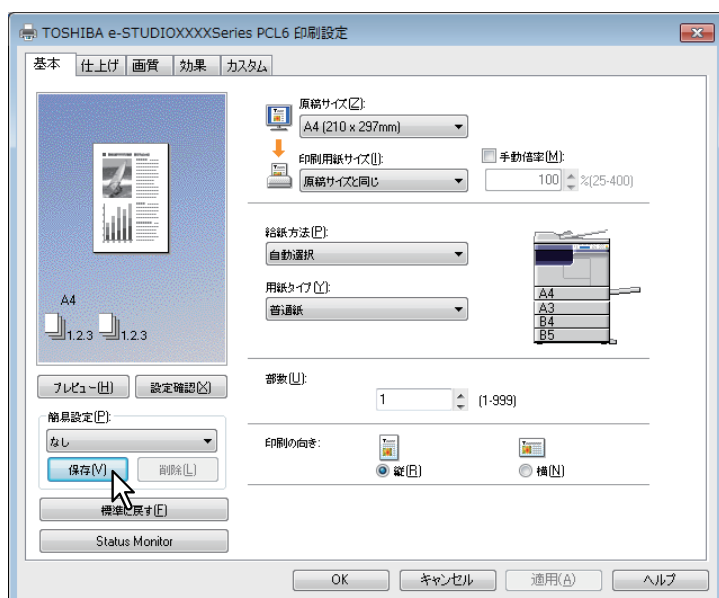 TOSHIBA e-STUDIOXXXXSeries PCL6 印刷設定
基本 仕上げ 画質 効果 カスタム
A4
1.2.3 1.2.3
プレビュー(H) 設定確認(X)
簡易設定(P):
なし
保存(V) 削除(L)
標準に戻す(F)
Status Monitor
原稿サイズ(Z):
A4 (210 x 297mm)
印刷用紙サイズ(I):
原稿サイズと同じ
手動倍率(M):
100 %(25-400)
給紙方法(P):
自動選択
用紙タイプ(Y):
普通紙
A4
A3
B4
B5
部数(U):
1 (1-999)
印刷の向き:
縦(R) 横(N)
OK キャンセル 適用(A) ヘルプ